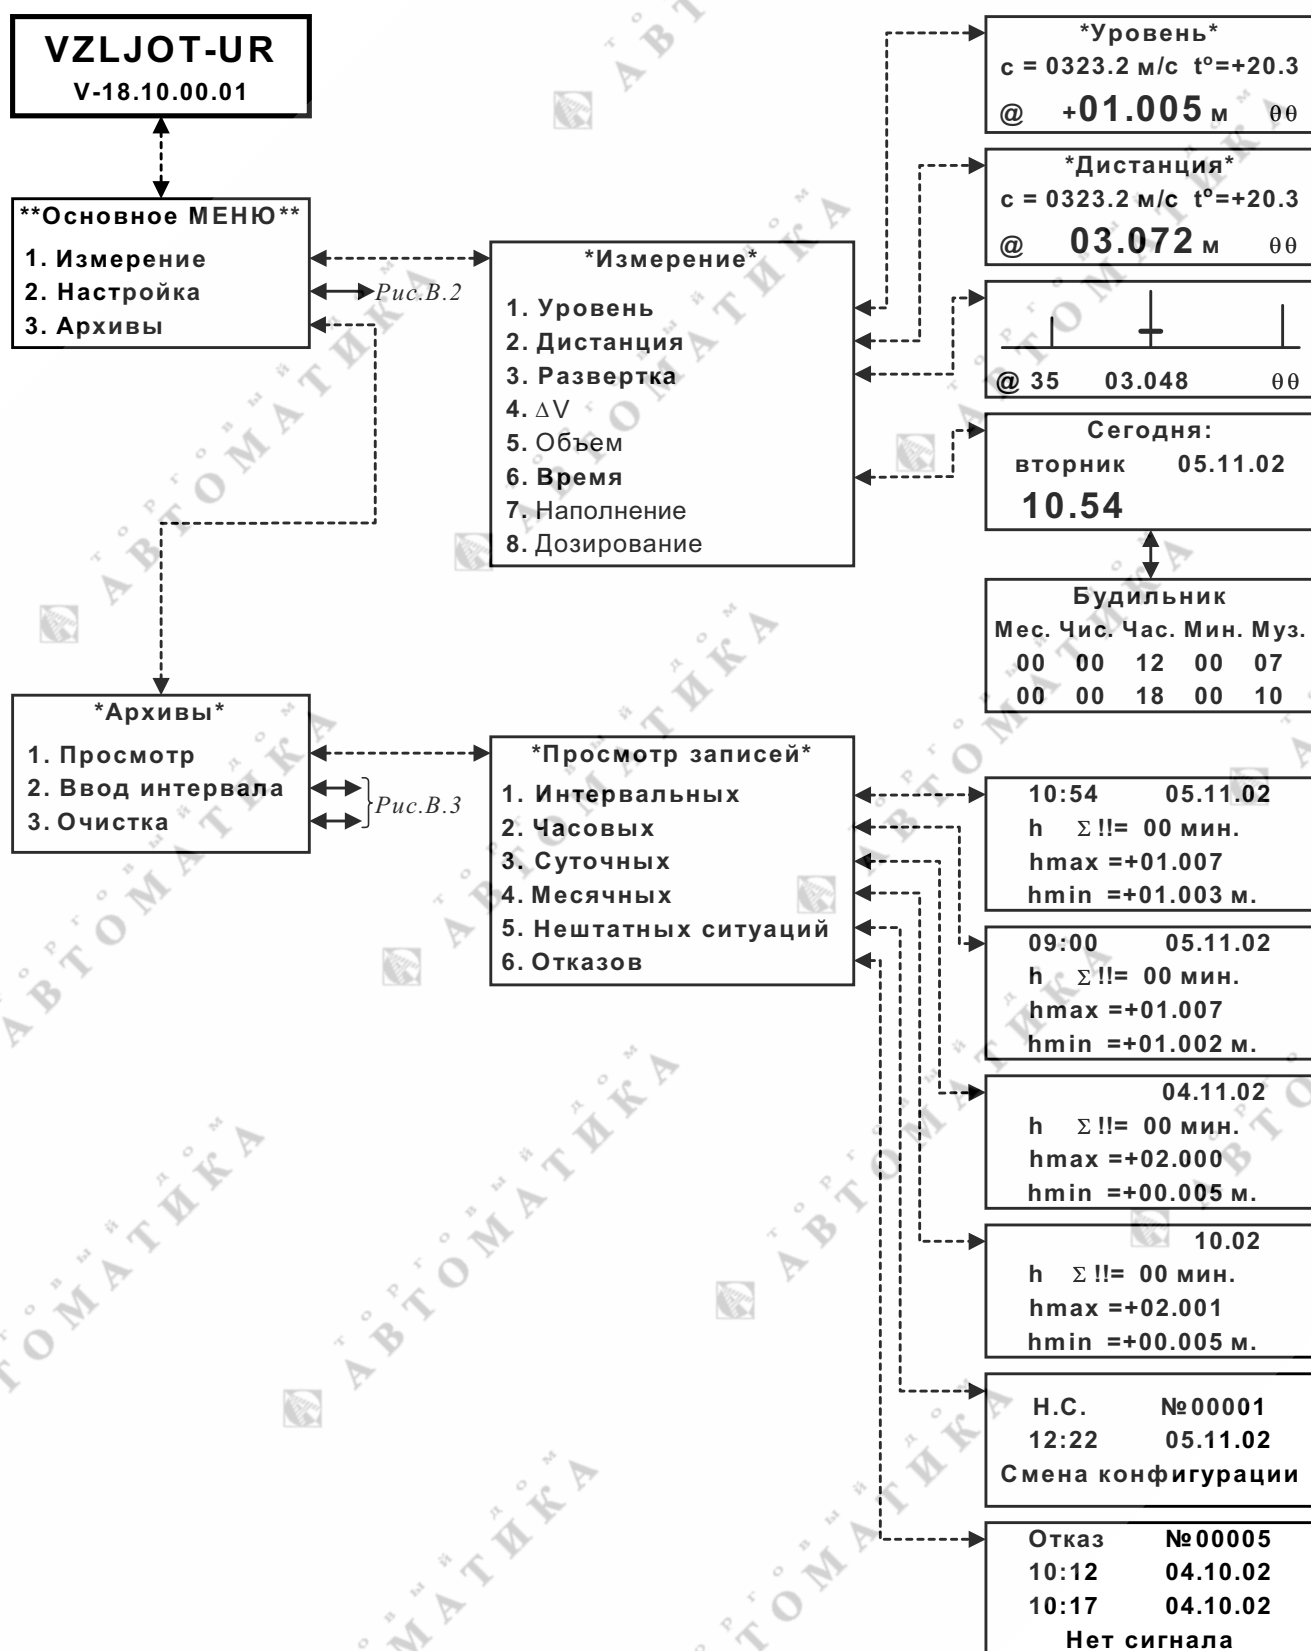 VZLJOT-UR
V-18.10.00.01
**Основное МЕНЮ**
1. Измерение
2. Настройка
3. Архивы
Рис.В.2
*Измерение*
1. Уровень
2. Дистанция
3. Развертка
4. ΔV
5. Объем
6. Время
7. Наполнение
8. Дозирование
*Уровень*
с = 0323.2 м/с t°=+20.3
@ +01.005 м θθ
*Дистанция*
с = 0323.2 м/с t°=+20.3
@ 03.072 м θθ
@ 35 03.048 θθ
Сегодня:
вторник 05.11.02
10.54
Будильник
Мес. Чис. Час. Мин. Муз.
00 00 12 00 07
00 00 18 00 10
*Архивы*
1. Просмотр
2. Ввод интервала
3. Очистка
Рис.В.3
*Просмотр записей*
1. Интервальных
2. Часовых
3. Суточных
4. Месячных
5. Нештатных ситуаций
6. Отказов
10:54 05.11.02
h Σ !!= 00 мин.
hmax =+01.007
hmin =+01.003 м.
09:00 05.11.02
h Σ !!= 00 мин.
hmax =+01.007
hmin =+01.002 м.
04.11.02
h Σ !!= 00 мин.
hmax =+02.000
hmin =+00.005 м.
10.02
h Σ !!= 00 мин.
hmax =+02.001
hmin =+00.005 м.
Н.С. №00001
12:22 05.11.02
Смена конфигурации
Отказ №00005
10:12 04.10.02
10:17 04.10.02
Нет сигнала
торговый дом
АВТОМАТИКА